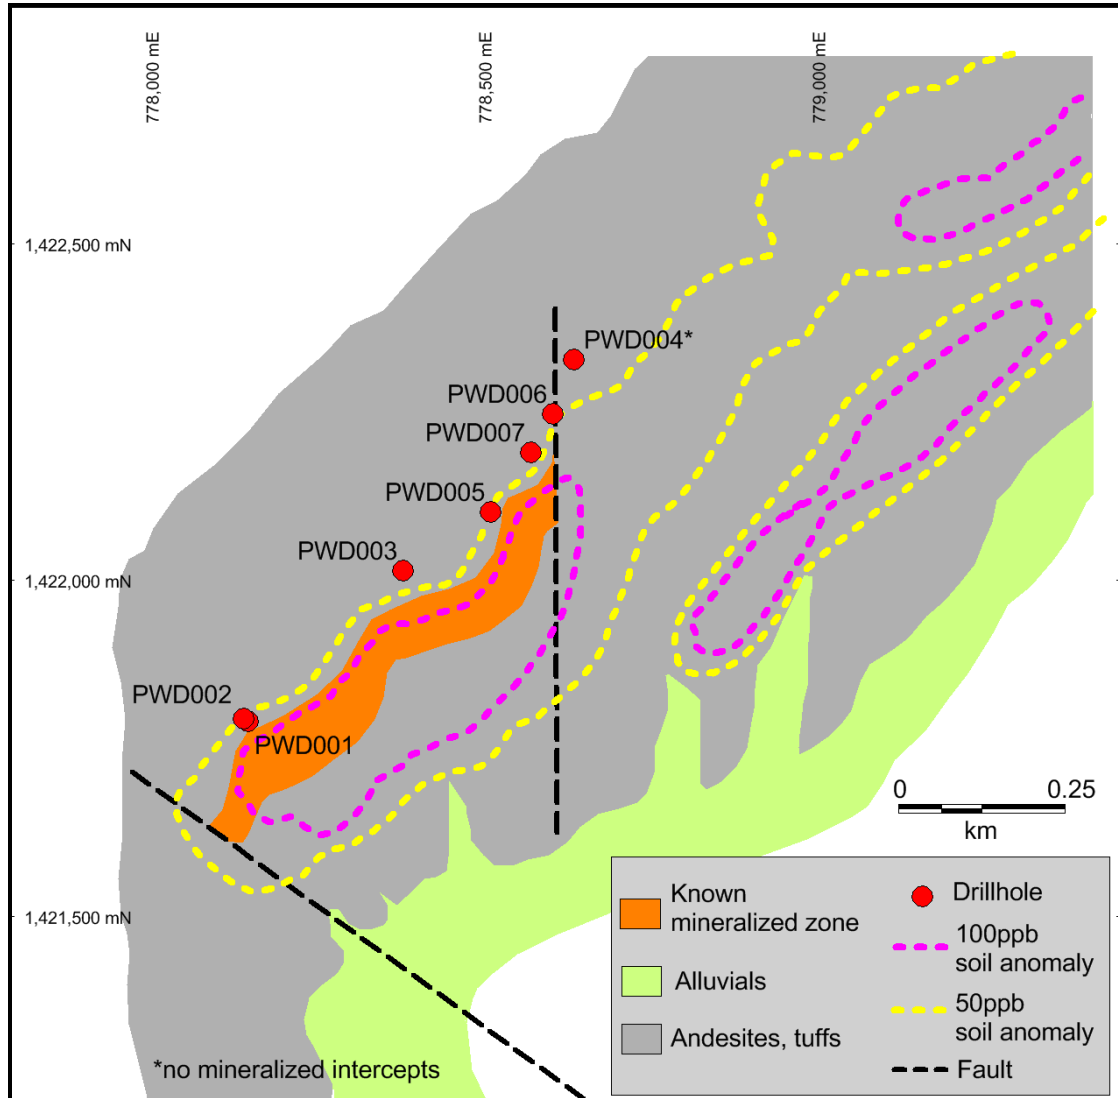 778,000 mE
778,500 mE
779,000 mE
1,422,500 mN
PWD004*
PWD006
PWD007
PWD005
PWD003
1,422,000 mN
PWD002
PWD001
0
0.25
km
1,421,500 mN
Known
mineralized zone
Alluvials
Andesites, tuffs
Drillhole
100ppb
soil anomaly
50ppb
soil anomaly
Fault
*no mineralized intercepts